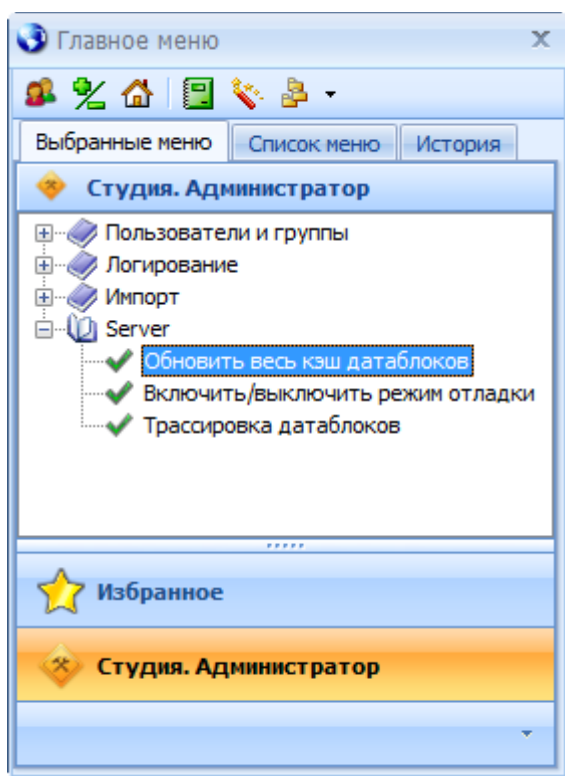 Главное меню
Выбранные меню Список меню История
Студия. Администратор
Пользователи и группы
Логирование
Импорт
Server
Обновить весь кэш датаблоков
Включить/выключить режим отладки
Трассировка датаблоков
Избранное
Студия. Администратор